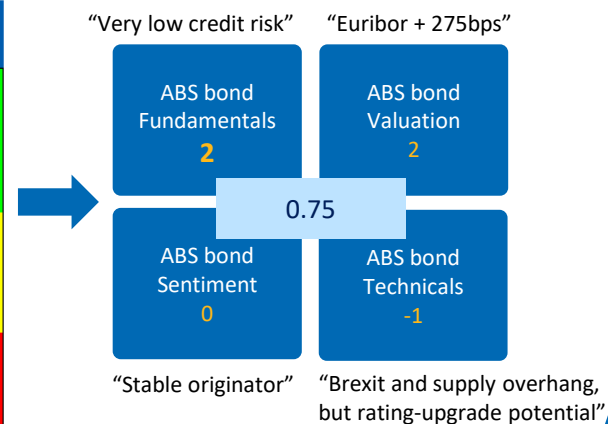 “Very low credit risk”
“Euribor + 275bps”
ABS bond
Fundamentals
2
ABS bond
Valuation
2
0.75
ABS bond
Sentiment
0
ABS bond
Technicals
-1
“Stable originator”
“Brexit and supply overhang,
but rating-upgrade potential”